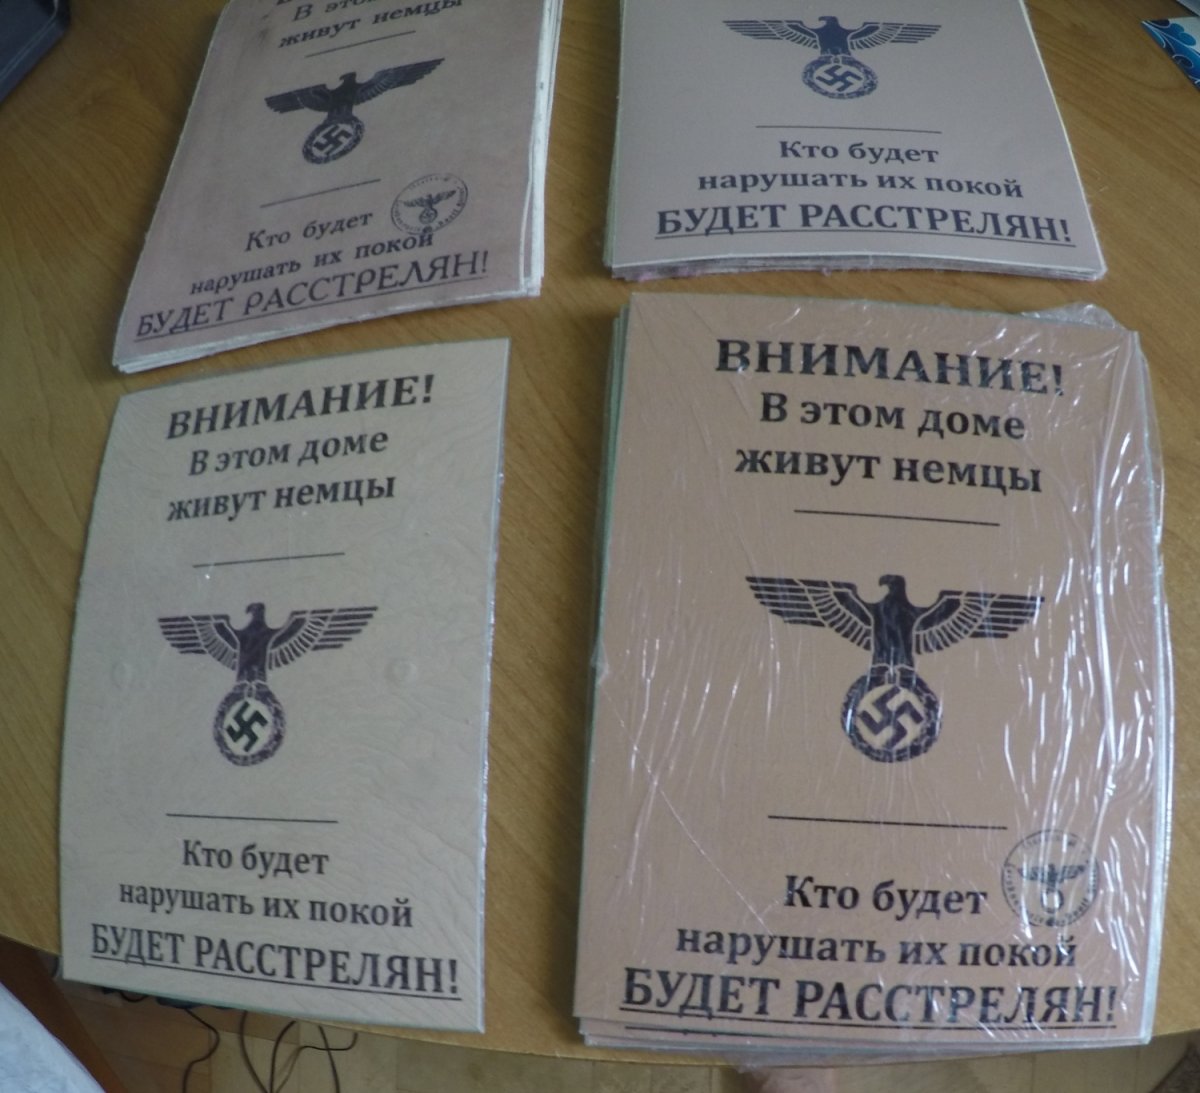 В этом
живут немцы
Кто будет
нарушать их покой
БУДЕТ РАССТРЕЛЯН!
Кто будет
нарушать их покой
БУДЕТ РАССТРЕЛЯН!
ВНИМАНИЕ!
В этом доме
живут немцы
Кто будет
нарушать их покой
БУДЕТ РАССТРЕЛЯН!
ВНИМАНИЕ!
В этом доме
живут немцы
Кто будет
нарушать их покой
БУДЕТ РАССТРЕЛЯН!